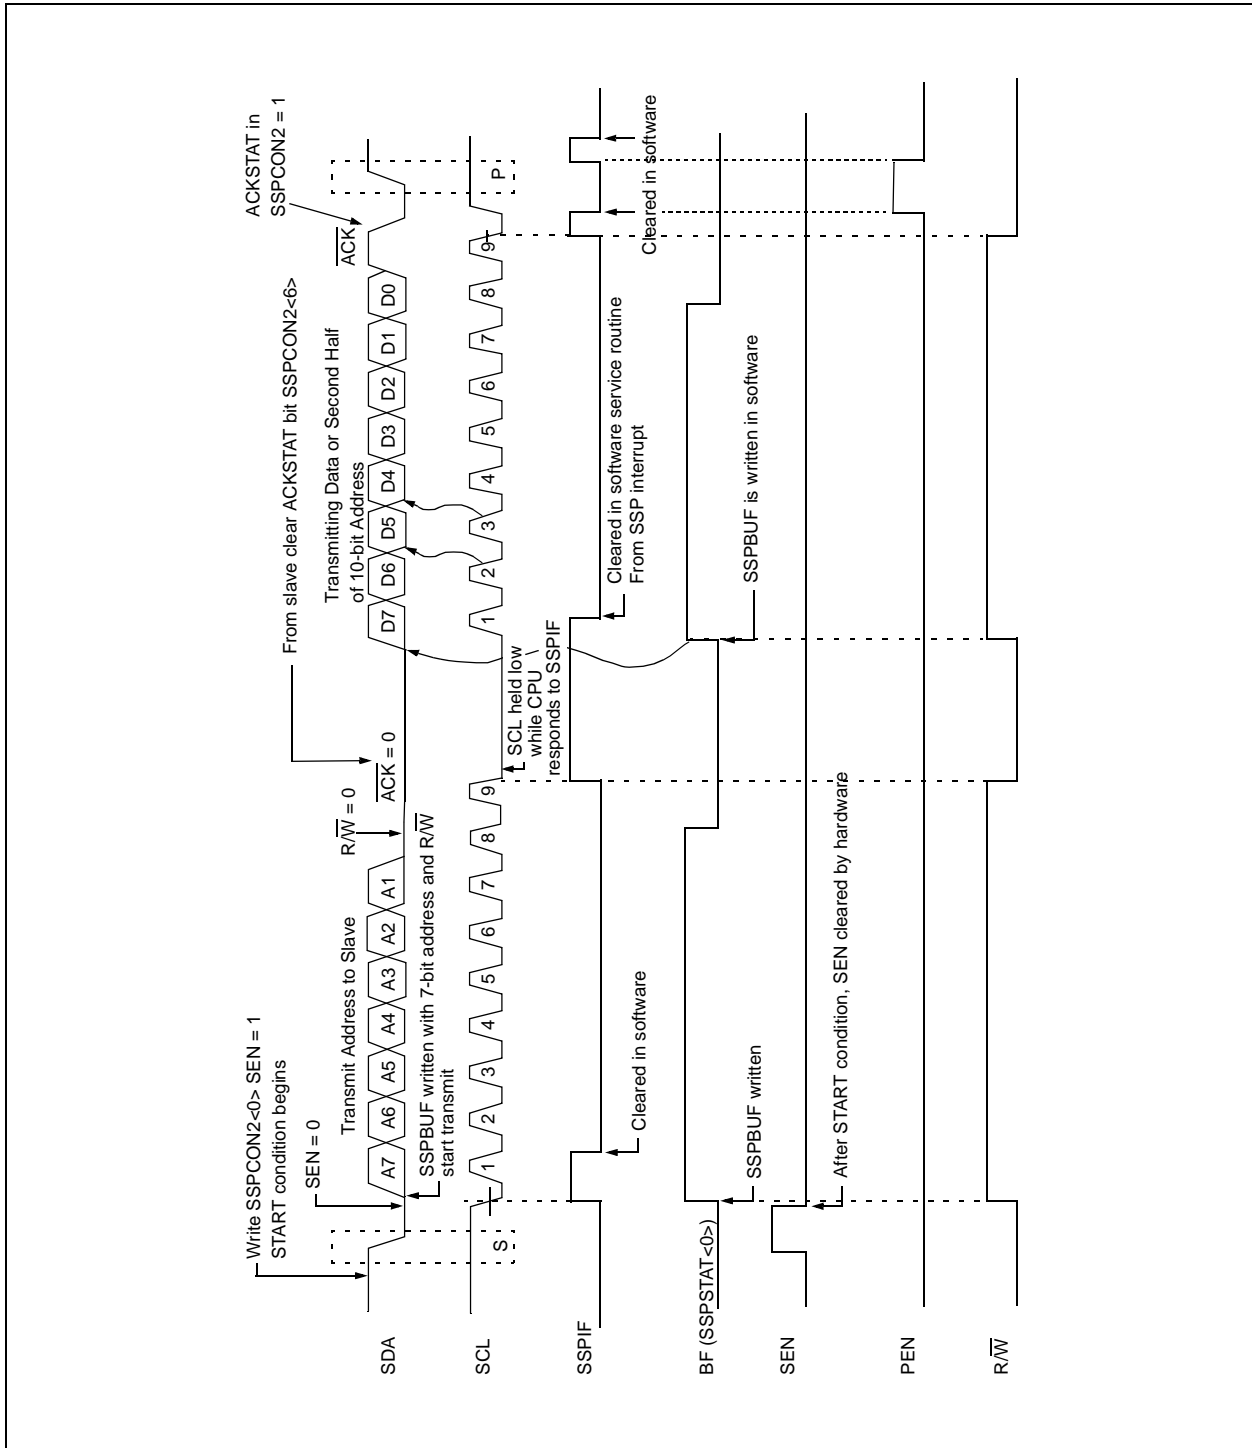 Write SSPCON2<0> SEN = 1
START condition begins
SEN = 0
Transmit Address to Slave
R/W = 0
From slave clear ACKSTAT bit SSPCON2<6>
ACK = 0
Transmitting Data or Second Half
of 10-bit Address
ACK
ACKSTAT in
SSPCON2 = 1
SDA
A7 A6 A5 A4 A3 A2 A1
D7 D6 D5 D4 D3 D2 D1 D0
SSPBUF written with 7-bit address and R/W
start transmit
SCL
S
1 2 3 4 5 6 7 8 9
1 2 3 4 5 6 7 8 9
P
SCL held low
while CPU
responds to SSPIF
SSPIF
Cleared in software
Cleared in software service routine
From SSP interrupt
Cleared in software
Cleared in software
BF (SSPSTAT<0>)
SSPBUF written
SSPBUF is written in software
SEN
After START condition, SEN cleared by hardware
PEN
R/W